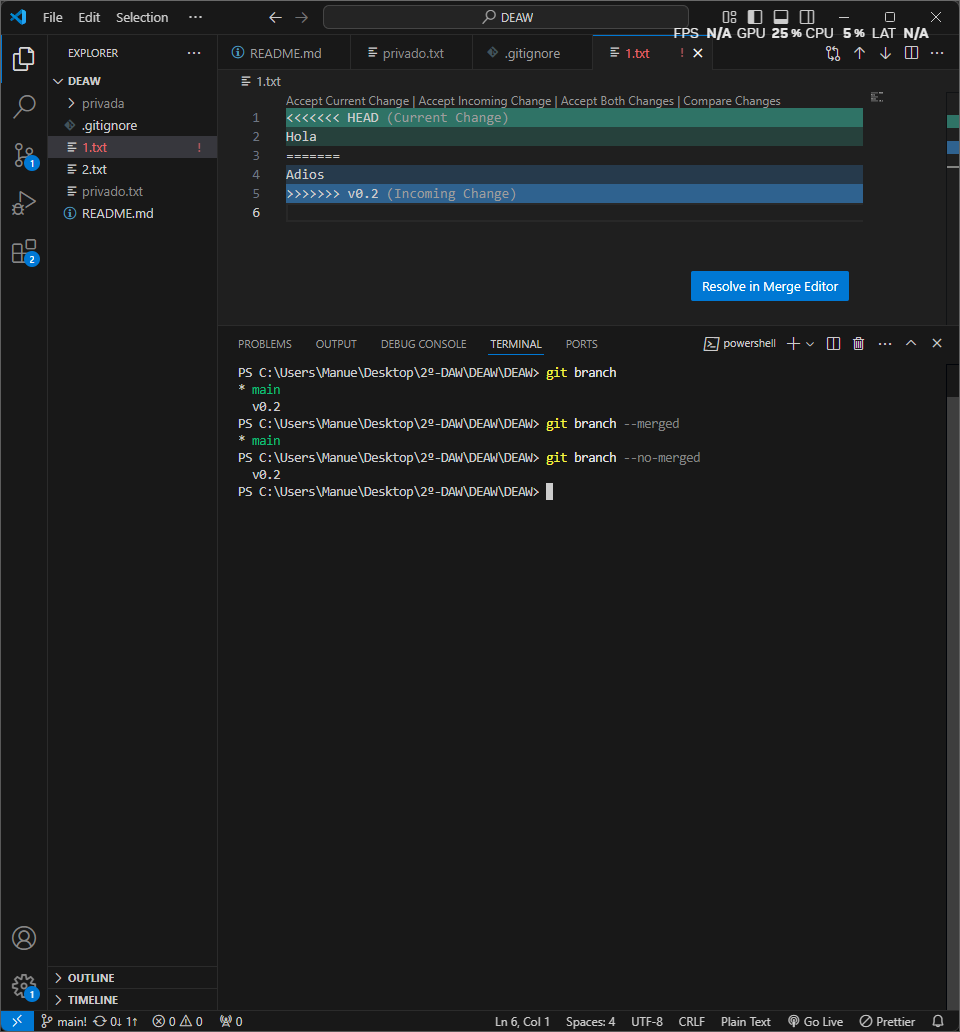 File Edit Selection ··· DEAW
FPS N/A GPU 25 % CPU 5 % LAT N/A
EXPLORER ···
README.md privado.txt .gitignore 1.txt !
DEAW
privada
.gitignore
1.txt !
2.txt
privado.txt
README.md
1
2
1.txt
Accept Current Change | Accept Incoming Change | Accept Both Changes | Compare Changes
1 <<<<<<< HEAD (Current Change)
2 Hola
3 =======
4 Adios
5 >>>>>>> v0.2 (Incoming Change)
6
Resolve in Merge Editor
PROBLEMS OUTPUT DEBUG CONSOLE TERMINAL PORTS powershell
PS C:\Users\Manue\Desktop\2º-DAW\DEAW\DEAW> git branch
* main
v0.2
PS C:\Users\Manue\Desktop\2º-DAW\DEAW\DEAW> git branch --merged
* main
PS C:\Users\Manue\Desktop\2º-DAW\DEAW\DEAW> git branch --no-merged
v0.2
PS C:\Users\Manue\Desktop\2º-DAW\DEAW\DEAW>
OUTLINE
TIMELINE
1
main! 0↓ 1↑ 0 0 0 Ln 6, Col 1 Spaces: 4 UTF-8 CRLF Plain Text Go Live Prettier